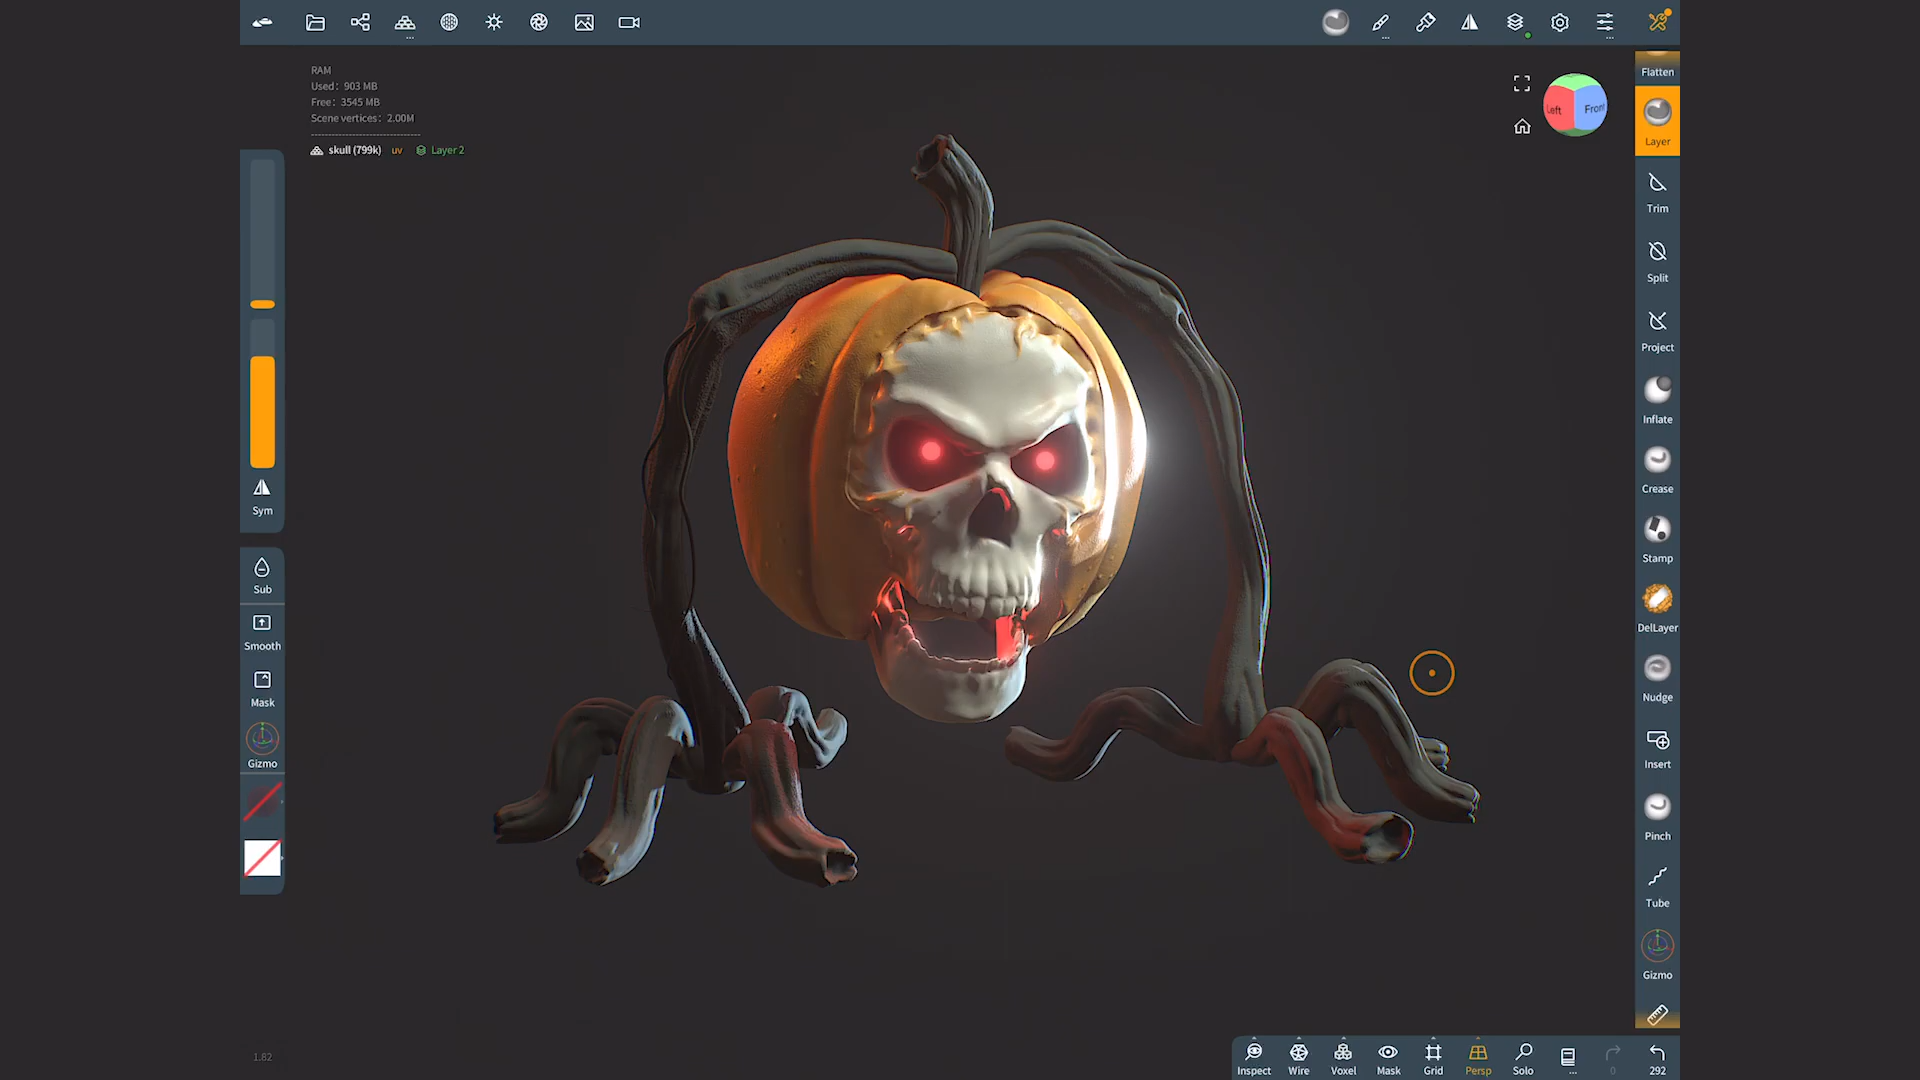 RAM
Used: 903 MB
Free: 3545 MB
Scene vertices: 2.00M
--------------------------------
skull (799k) uv Layer 2
Left
Front
Sym
Sub
Smooth
Mask
Gizmo
1.82
Flatten
Layer
Trim
Split
Project
Inflate
Crease
Stamp
DelLayer
Nudge
Insert
Pinch
Tube
Gizmo
Inspect Wire Voxel Mask Grid Persp Solo ... 0 292